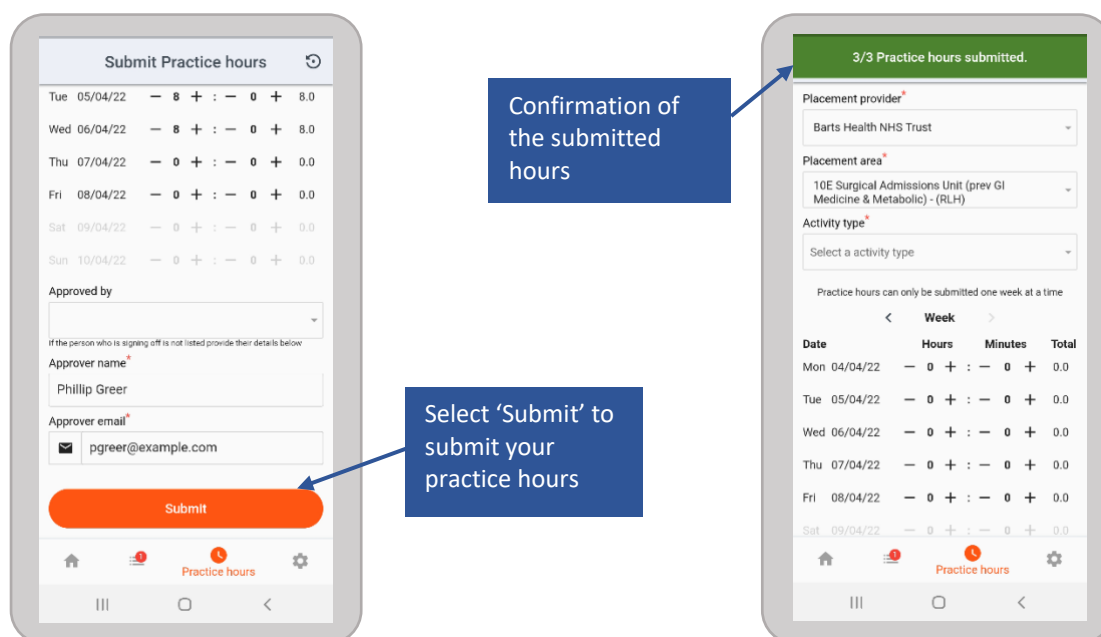 Submit Practice hours
Tue 05/04/22 — 8 + : — 0 + 8.0
Wed 06/04/22 — 8 + : — 0 + 8.0
Thu 07/04/22 — 0 + : — 0 + 0.0
Fri 08/04/22 — 0 + : — 0 + 0.0
Sat 09/04/22 — 0 + : — 0 + 0.0
Sun 10/04/22 — 0 + : — 0 + 0.0
Approved by
If the person who is signing off is not listed provide their details below
Approver name*
Phillip Greer
Approver email*
pgreer@example.com
Submit
1
Practice hours
Select ‘Submit’ to
submit your
practice hours
Confirmation of
the submitted
hours
3/3 Practice hours submitted.
Placement provider*
Barts Health NHS Trust
Placement area*
10E Surgical Admissions Unit (prev GI
Medicine & Metabolic) - (RLH)
Activity type*
Select a activity type
Practice hours can only be submitted one week at a time
< Week >
Date Hours Minutes Total
Mon 04/04/22 — 0 + : — 0 + 0.0
Tue 05/04/22 — 0 + : — 0 + 0.0
Wed 06/04/22 — 0 + : — 0 + 0.0
Thu 07/04/22 — 0 + : — 0 + 0.0
Fri 08/04/22 — 0 + : — 0 + 0.0
Sat 09/04/22 — 0 + : — 0 + 0.0
1
Practice hours